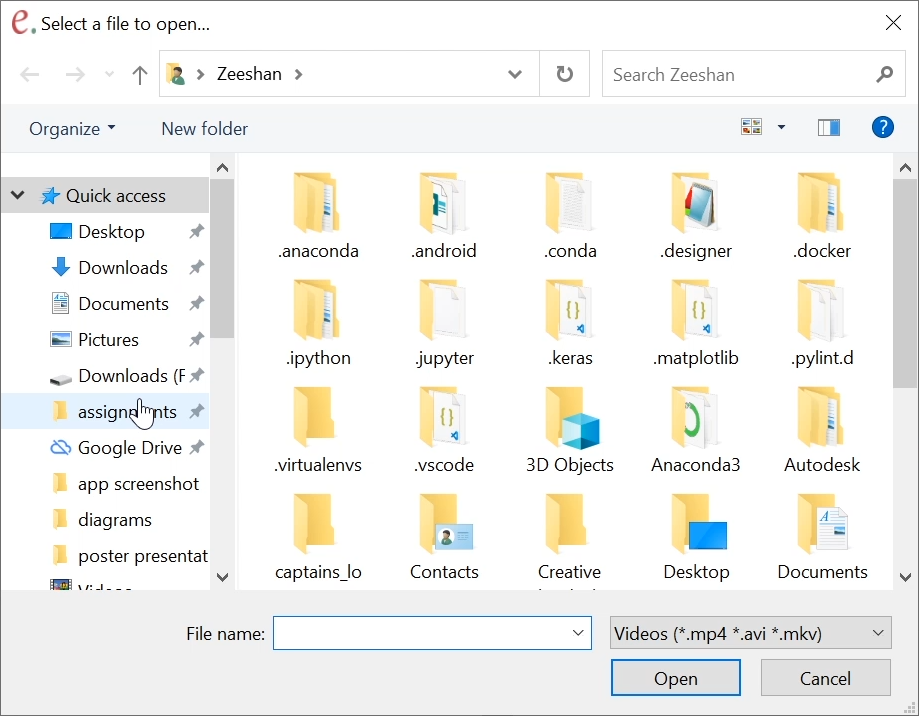 e. Select a file to open...
Zeeshan
Search Zeeshan
Organize
New folder
?
Quick access
Desktop
Downloads
Documents
Pictures
Downloads (F
assignments
Google Drive
app screenshot
diagrams
poster presentat
Videos
.anaconda
.android
.conda
.designer
.docker
.ipython
.jupyter
.keras
.matplotlib
.pylint.d
.virtualenvs
.vscode
3D Objects
Anaconda3
Autodesk
captains_lo
Contacts
Creative
Desktop
Documents
File name:
Videos (*.mp4 *.avi *.mkv)
Open
Cancel